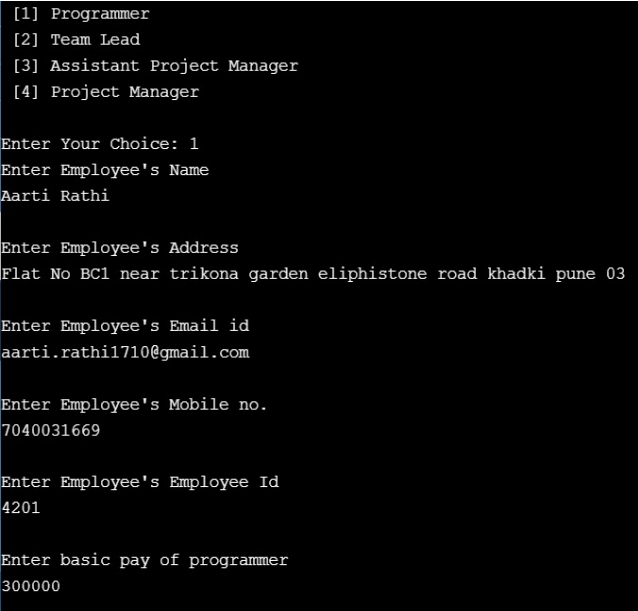 [1] Programmer
[2] Team Lead
[3] Assistant Project Manager
[4] Project Manager
Enter Your Choice: 1
Enter Employee's Name
Aarti Rathi
Enter Employee's Address
Flat No BC1 near trikona garden eliphistone road khadki pune 03
Enter Employee's Email id
aarti.rathi1710@gmail.com
Enter Employee's Mobile no.
7040031669
Enter Employee's Employee Id
4201
Enter basic pay of programmer
300000